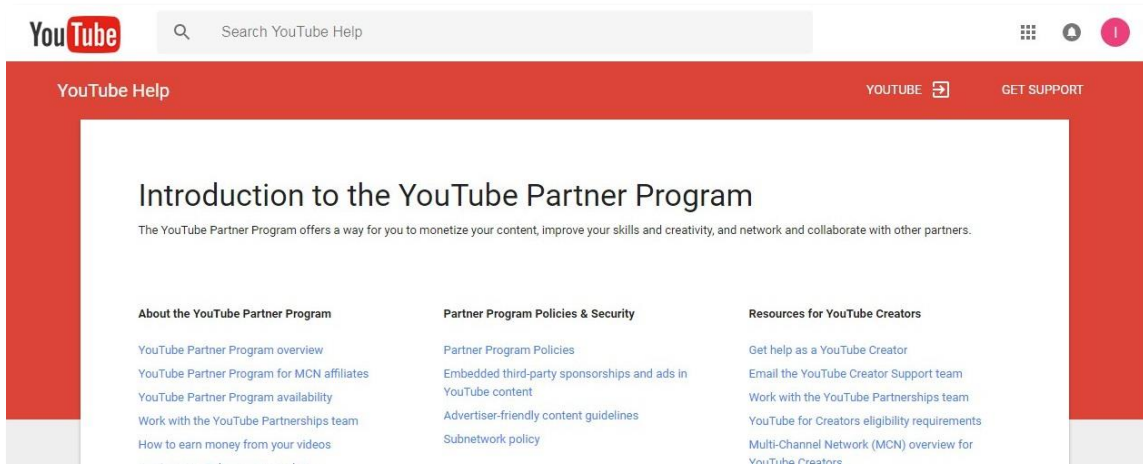 YouTube
Search YouTube Help
I
YouTube Help
YOUTUBE
GET SUPPORT
Introduction to the YouTube Partner Program
The YouTube Partner Program offers a way for you to monetize your content, improve your skills and creativity, and network and collaborate with other partners.
About the YouTube Partner Program
YouTube Partner Program overview
YouTube Partner Program for MCN affiliates
YouTube Partner Program availability
Work with the YouTube Partnerships team
How to earn money from your videos
Partner Program Policies & Security
Partner Program Policies
Embedded third-party sponsorships and ads in
YouTube content
Advertiser-friendly content guidelines
Subnetwork policy
Resources for YouTube Creators
Get help as a YouTube Creator
Email the YouTube Creator Support team
Work with the YouTube Partnerships team
YouTube for Creators eligibility requirements
Multi-Channel Network (MCN) overview for
YouTube Creators